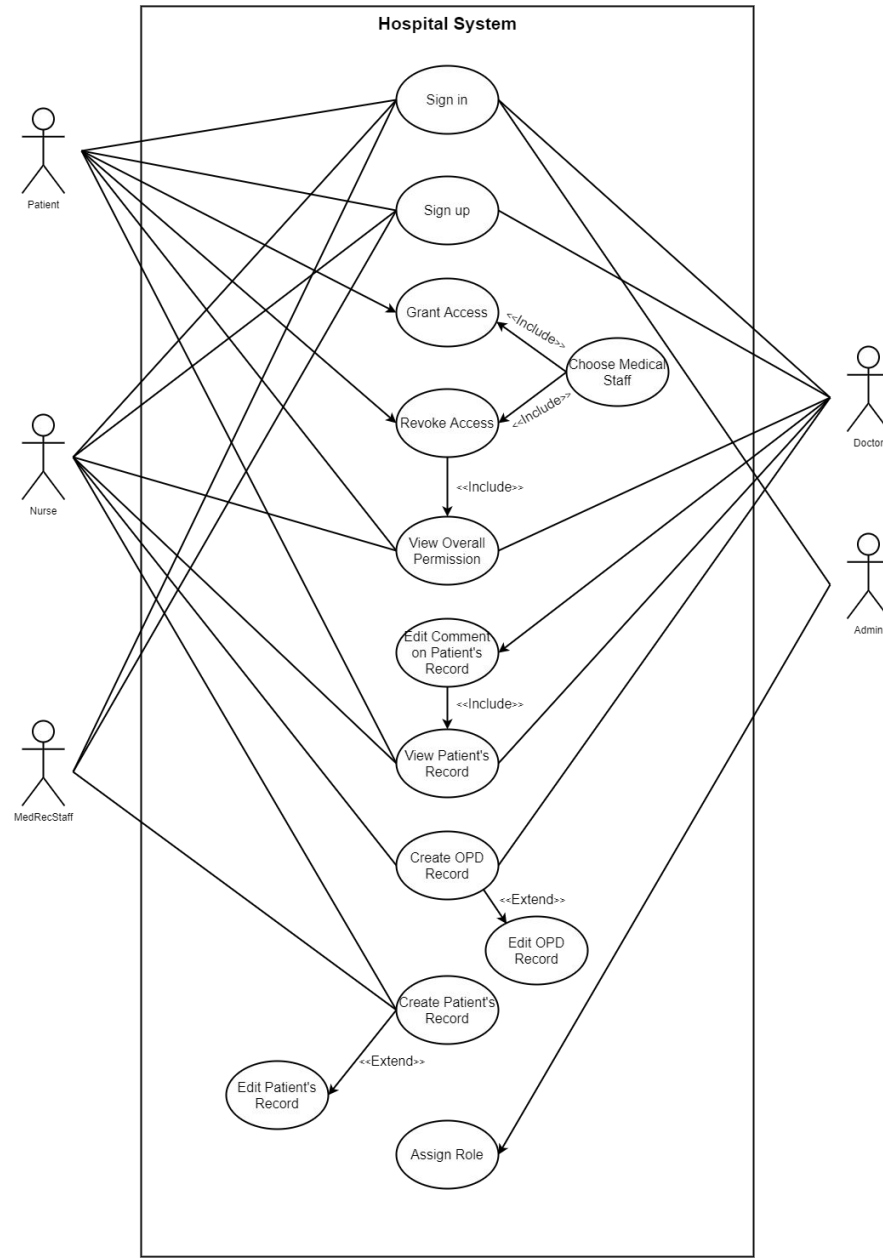 Hospital System
Sign in
Patient
Sign up
Grant Access
<<Include>>
Choose Medical
Staff
Revoke Access
<<Include>>
Doctor
Nurse
<<Include>>
View Overall
Permission
Admin
Edit Comment
on Patient's
Record
<<Include>>
View Patient's
Record
MedRecStaff
Create OPD
Record
<<Extend>>
Edit OPD
Record
Create Patient's
Record
<<Extend>>
Edit Patient's
Record
Assign Role